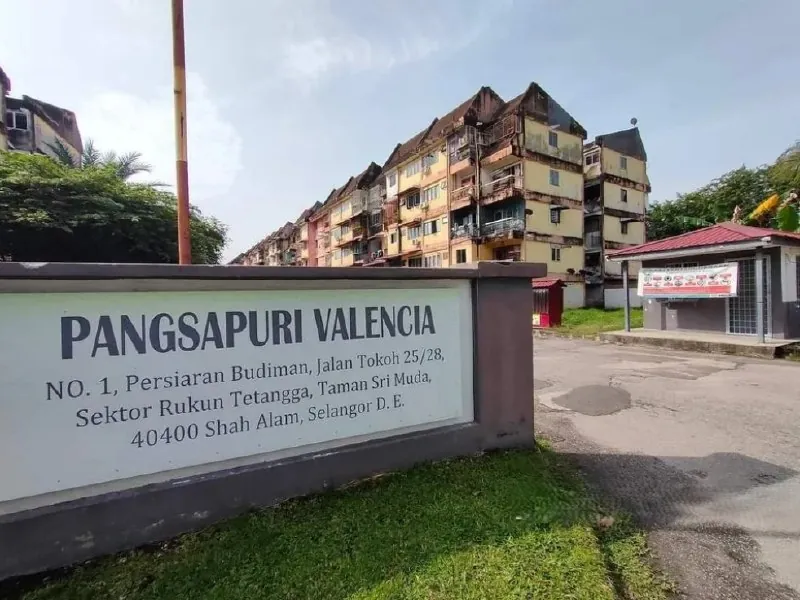 PANGSAPURI VALENCIA
NO. 1, Persiaran Budiman, Jalan Tokoh 25/28,
Sektor Rukun Tetangga, Taman Sri Muda,
40400 Shah Alam, Selangor D. E.